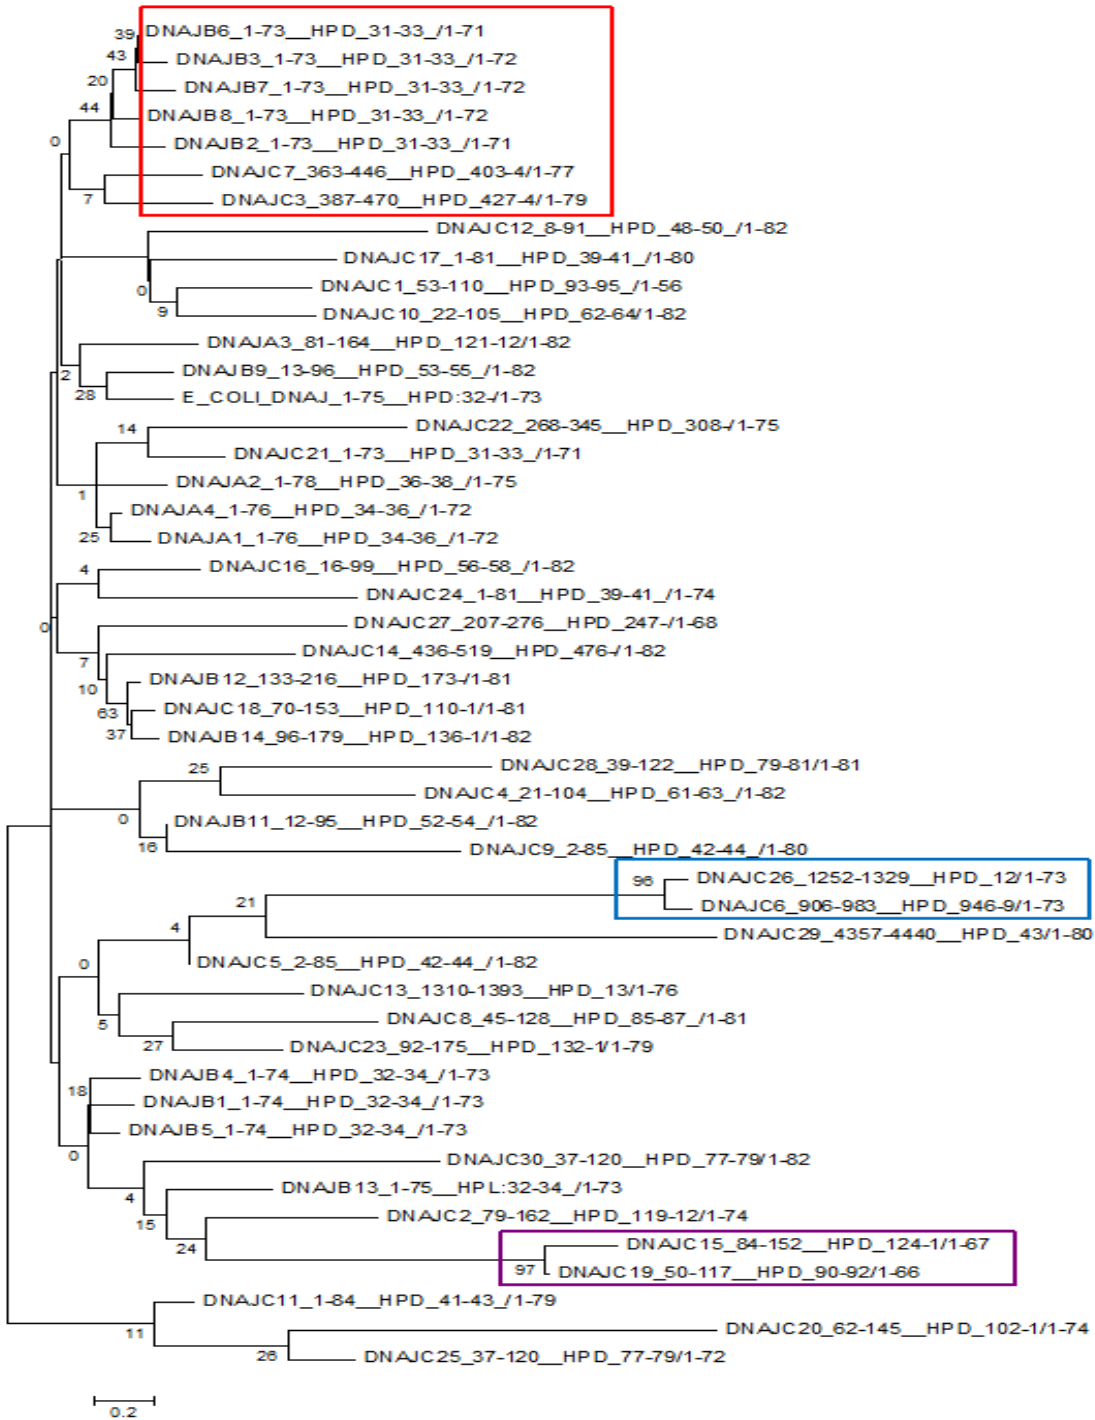 39 DNAJB6_1-73__HPD_31-33_/1-71
43 DNAJB3_1-73__HPD_31-33_/1-72
20 DNAJB7_1-73__HPD_31-33_/1-72
44 DNAJB8_1-73__HPD_31-33_/1-72
0 DNAJB2_1-73__HPD_31-33_/1-71
DNAJC7_363-446__HPD_403-4/1-77
7 DNAJC3_387-470__HPD_427-4/1-79
DNAJC12_8-91__HPD_48-50_/1-82
DNAJC17_1-81__HPD_39-41_/1-80
0 DNAJC1_53-110__HPD_93-95_/1-56
9 DNAJC10_22-105__HPD_62-64/1-82
DNAJA3_81-164__HPD_121-12/1-82
2 DNAJB9_13-96__HPD_53-55_/1-82
28 E_COLI_DNAJ_1-75__HPD:32-/1-73
14 DNAJC22_268-345__HPD_308-/1-75
DNAJC21_1-73__HPD_31-33_/1-71
1 DNAJA2_1-78__HPD_36-38_/1-75
DNAJA4_1-76__HPD_34-36_/1-72
25 DNAJA1_1-76__HPD_34-36_/1-72
4 DNAJC16_16-99__HPD_56-58_/1-82
DNAJC24_1-81__HPD_39-41_/1-74
0 DNAJC27_207-276__HPD_247-/1-68
7 DNAJC14_436-519__HPD_476-/1-82
10 DNAJB12_133-216__HPD_173-/1-81
63 DNAJC18_70-153__HPD_110-1/1-81
37 DNAJB14_96-179__HPD_136-1/1-82
25 DNAJC28_39-122__HPD_79-81/1-81
DNAJC4_21-104__HPD_61-63_/1-82
0 DNAJB11_12-95__HPD_52-54_/1-82
16 DNAJC9_2-85__HPD_42-44_/1-80
96 DNAJC26_1252-1329__HPD_12/1-73
21 DNAJC6_906-983__HPD_946-9/1-73
4 DNAJC29_4357-4440__HPD_43/1-80
0 DNAJC5_2-85__HPD_42-44_/1-82
DNAJC13_1310-1393__HPD_13/1-76
5 DNAJC8_45-128__HPD_85-87_/1-81
27 DNAJC23_92-175__HPD_132-1/1-79
18 DNAJB4_1-74__HPD_32-34_/1-73
DNAJB1_1-74__HPD_32-34_/1-73
DNAJB5_1-74__HPD_32-34_/1-73
0 DNAJC30_37-120__HPD_77-79/1-82
4 DNAJB13_1-75__HPL:32-34_/1-73
15 DNAJC2_79-162__HPD_119-12/1-74
24 DNAJC15_84-152__HPD_124-1/1-67
97 DNAJC19_50-117__HPD_90-92/1-66
DNAJC11_1-84__HPD_41-43_/1-79
11 DNAJC20_62-145__HPD_102-1/1-74
26 DNAJC25_37-120__HPD_77-79/1-72
0.2